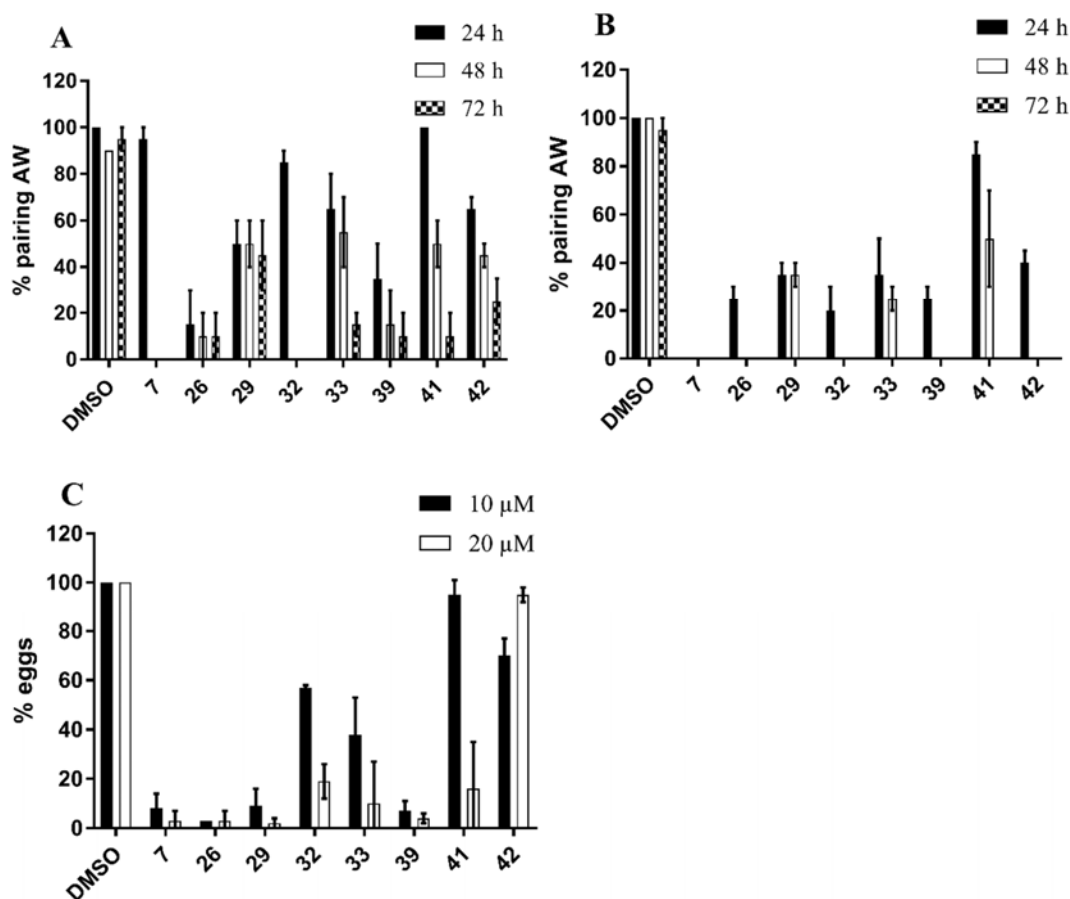 A
24 h
48 h
72 h
120
100
80
60
40
20
0
% pairing AW
DMSO 7 26 29 32 33 39 41 42
B
24 h
48 h
72 h
120
100
80
60
40
20
0
% pairing AW
DMSO 7 26 29 32 33 39 41 42
C
10 µM
20 µM
120
100
80
60
40
20
0
% eggs
DMSO 7 26 29 32 33 39 41 42